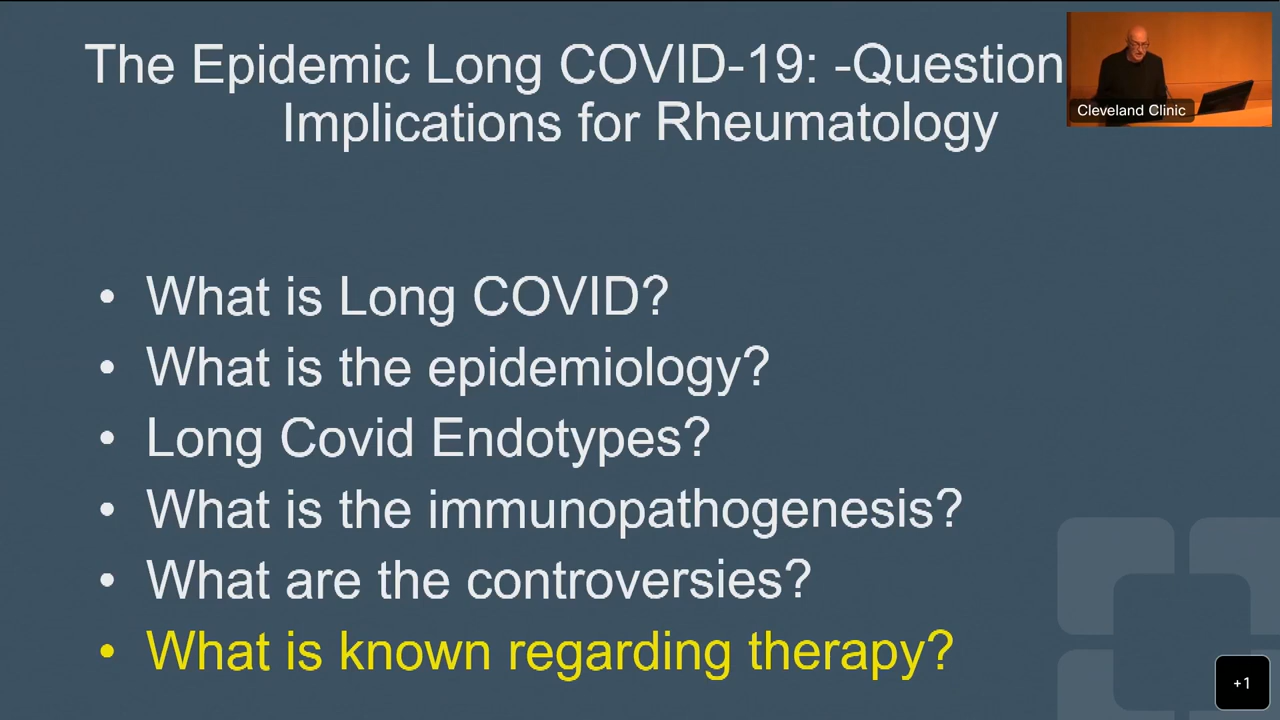 The Epidemic Long COVID-19: -Question
Implications for Rheumatology
Cleveland Clinic
• What is Long COVID?
• What is the epidemiology?
• Long Covid Endotypes?
• What is the immunopathogenesis?
• What are the controversies?
• What is known regarding therapy?
+1